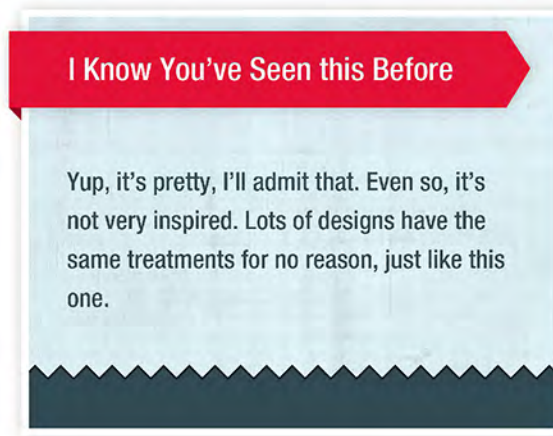 I Know You’ve Seen this Before
Yup, it’s pretty, I’ll admit that. Even so, it’s
not very inspired. Lots of designs have the
same treatments for no reason, just like this
one.